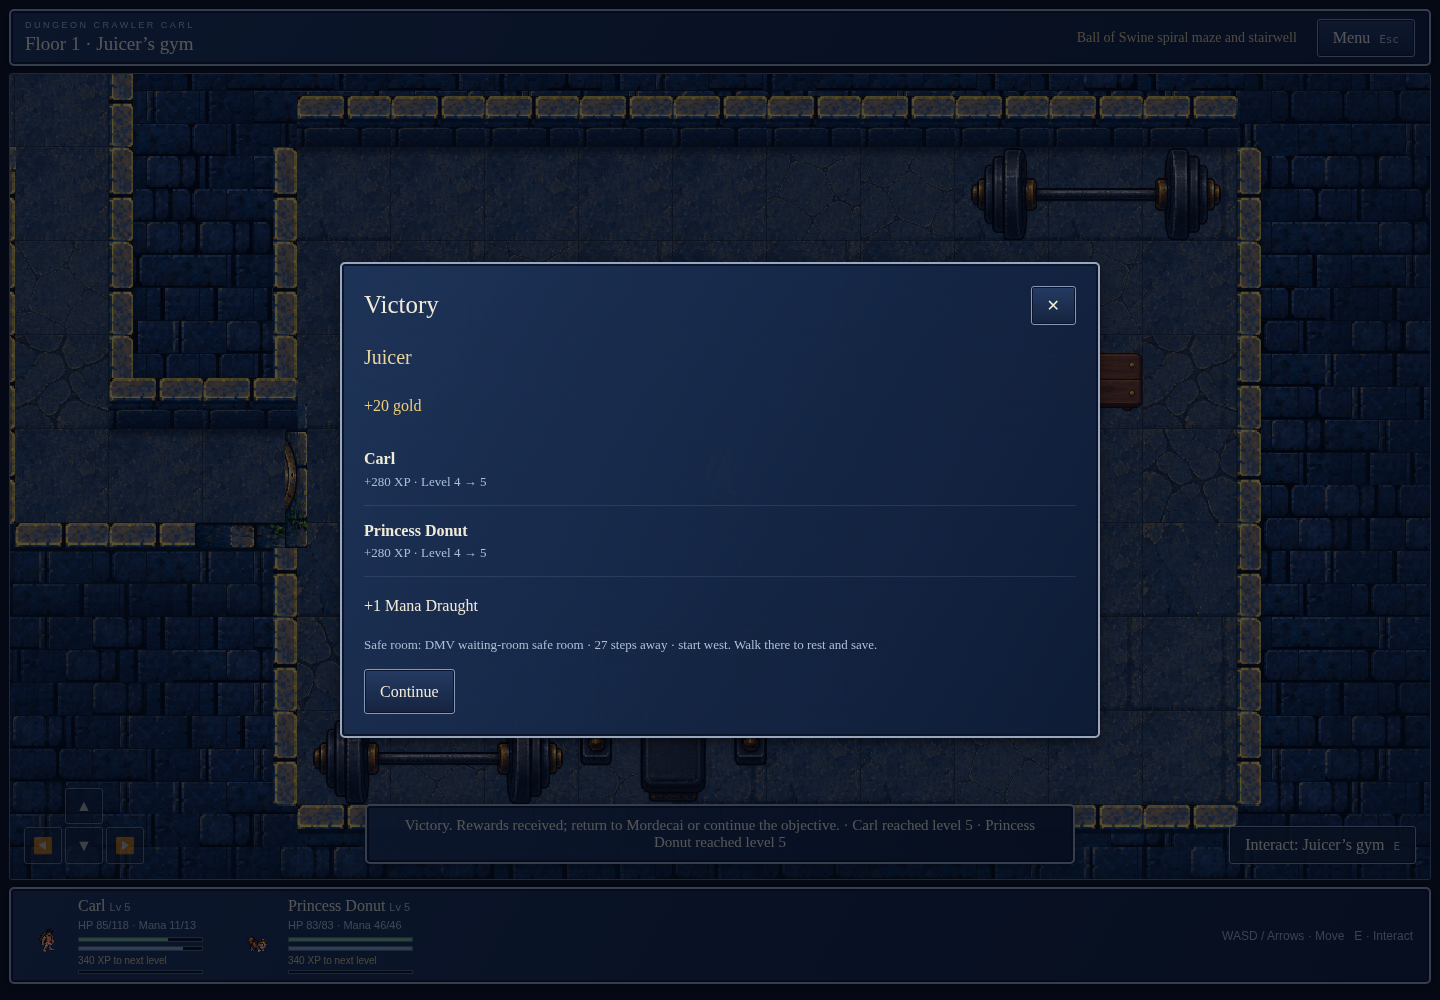 DUNGEON CRAWLER CARL
Floor 1 · Juicer’s gym
Ball of Swine spiral maze and stairwell
Menu Esc
Victory
✕
Juicer
+20 gold
Carl
+280 XP · Level 4 → 5
Princess Donut
+280 XP · Level 4 → 5
+1 Mana Draught
Safe room: DMV waiting-room safe room · 27 steps away · start west. Walk there to rest and save.
Continue
Victory. Rewards received; return to Mordecai or continue the objective. · Carl reached level 5 · Princess
Donut reached level 5
Interact: Juicer’s gym E
Carl Lv 5
HP 85/118 · Mana 11/13
340 XP to next level
Princess Donut Lv 5
HP 83/83 · Mana 46/46
340 XP to next level
WASD / Arrows · Move E · Interact